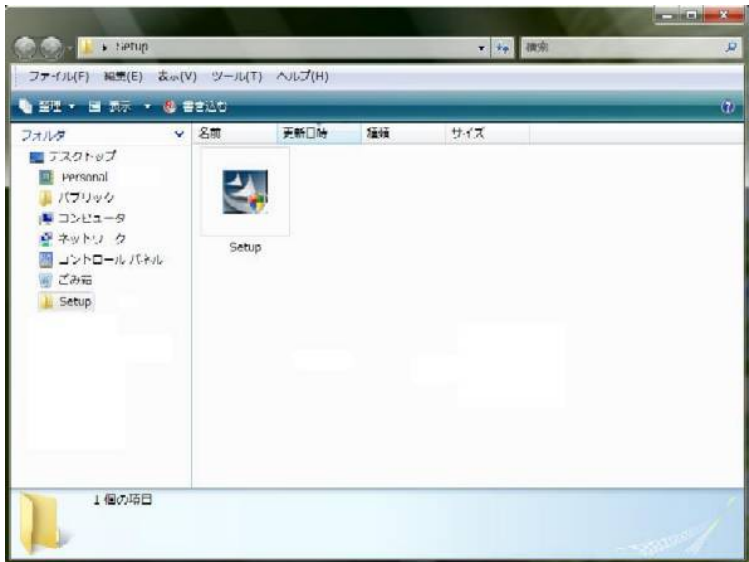 Setup
検索
ファイル(F) 編集(E) 表示(V) ツール(T) ヘルプ(H)
整理 表示 書き込む
フォルダ
名前 更新日時 種類 サイズ
デスクトップ
Personal
パブリック
コンピュータ
ネットワーク
コントロール パネル
ごみ箱
Setup
Setup
1 個の項目